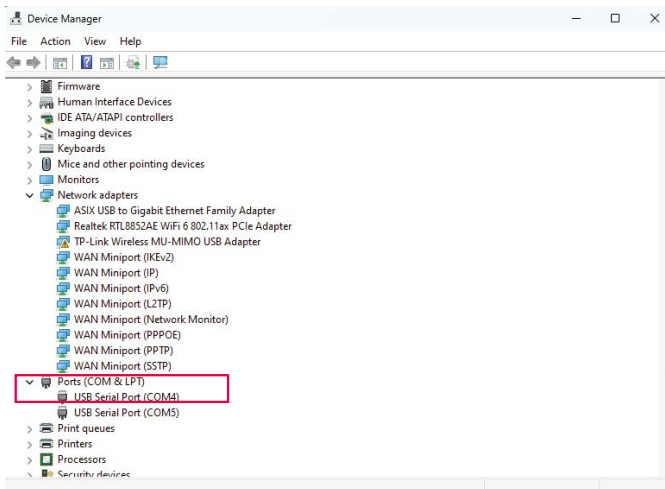 Device Manager
File Action View Help
Firmware
Human Interface Devices
IDE ATA/ATAPI controllers
Imaging devices
Keyboards
Mice and other pointing devices
Monitors
Network adapters
ASIX USB to Gigabit Ethernet Family Adapter
Realtek RTL8852AE WiFi 6 802.11ax PCIe Adapter
TP-Link Wireless MU-MIMO USB Adapter
WAN Miniport (IKEv2)
WAN Miniport (IP)
WAN Miniport (IPv6)
WAN Miniport (L2TP)
WAN Miniport (Network Monitor)
WAN Miniport (PPPOE)
WAN Miniport (PPTP)
WAN Miniport (SSTP)
Ports (COM & LPT)
USB Serial Port (COM4)
USB Serial Port (COM5)
Print queues
Printers
Processors
Security devices